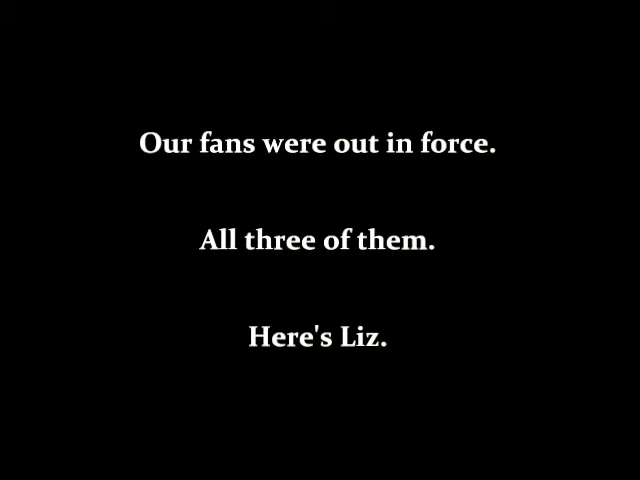 Our fans were out in force.
All three of them.
Here's Liz.